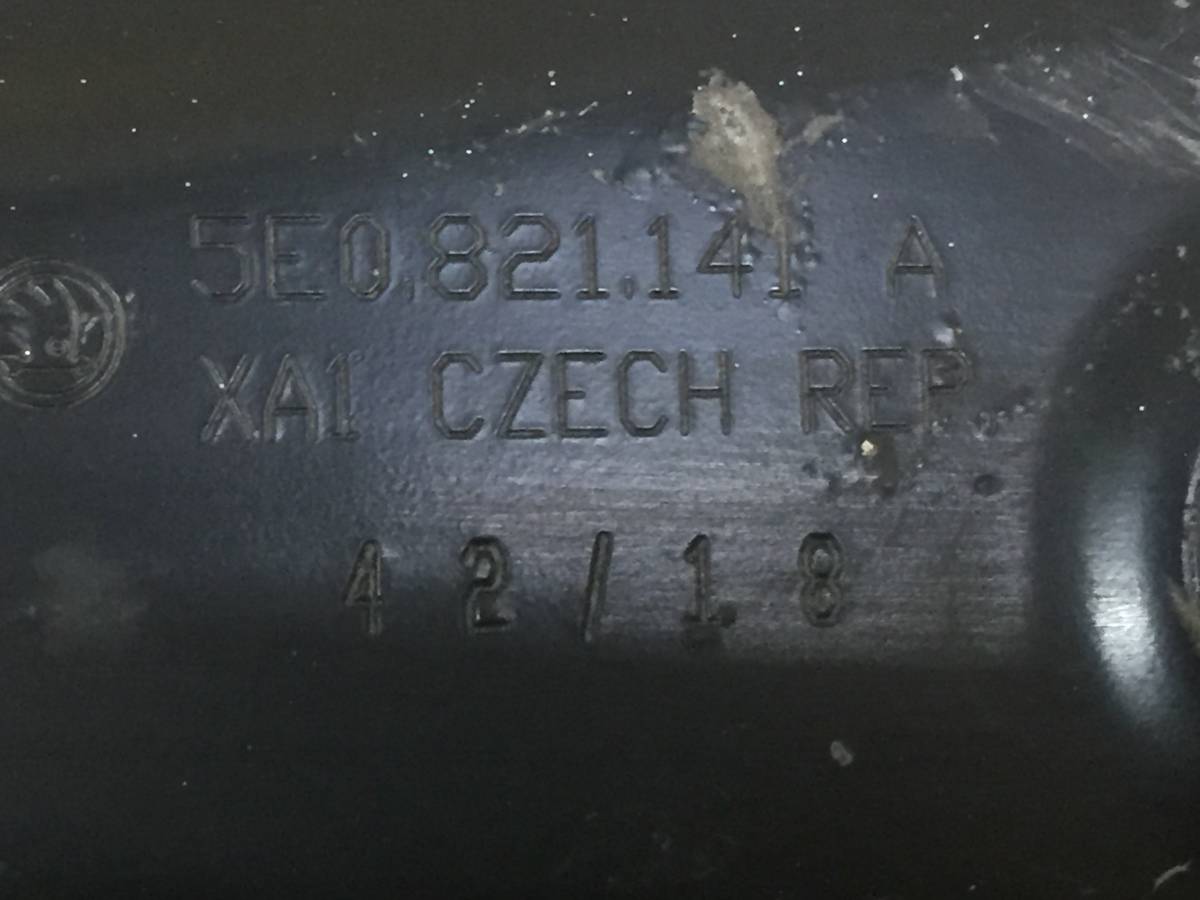 5E0.821.141 A
XA1 CZECH REP.
42/18